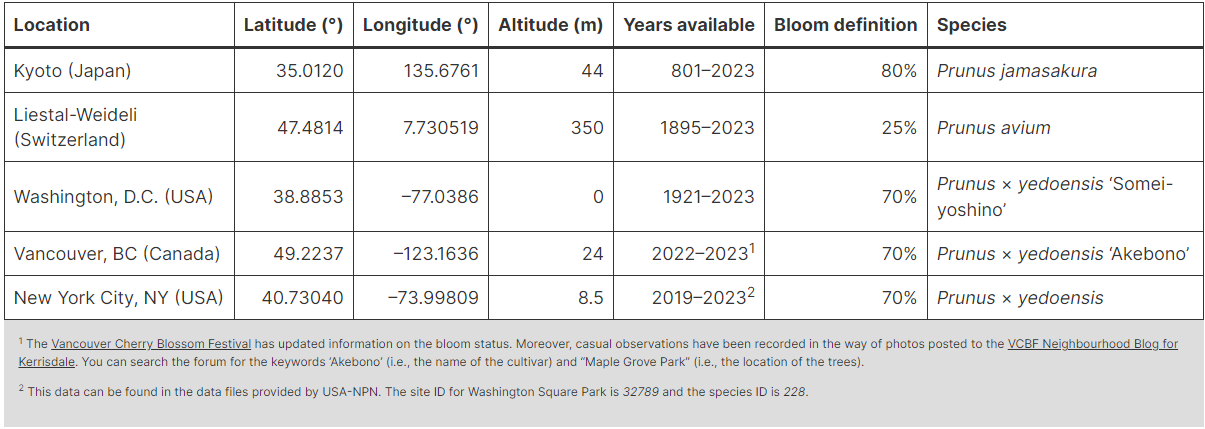 Location Latitude (°) Longitude (°) Altitude (m) Years available Bloom definition Species
Kyoto (Japan) 35.0120 135.6761 44 801–2023 80% Prunus jamasakura
Liestal-Weideli
(Switzerland) 47.4814 7.730519 350 1895–2023 25% Prunus avium
Washington, D.C. (USA) 38.8853 –77.0386 0 1921–2023 70% Prunus × yedoensis ‘Somei-
yoshino’
Vancouver, BC (Canada) 49.2237 –123.1636 24 2022–2023¹ 70% Prunus × yedoensis ‘Akebono’
New York City, NY (USA) 40.73040 –73.99809 8.5 2019–2023² 70% Prunus × yedoensis
¹ The Vancouver Cherry Blossom Festival has updated information on the bloom status. Moreover, casual observations have been recorded in the way of photos posted to the VCBF Neighbourhood Blog for
Kerrisdale. You can search the forum for the keywords ‘Akebono’ (i.e., the name of the cultivar) and “Maple Grove Park” (i.e., the location of the trees).
² This data can be found in the data files provided by USA-NPN. The site ID for Washington Square Park is 32789 and the species ID is 228.